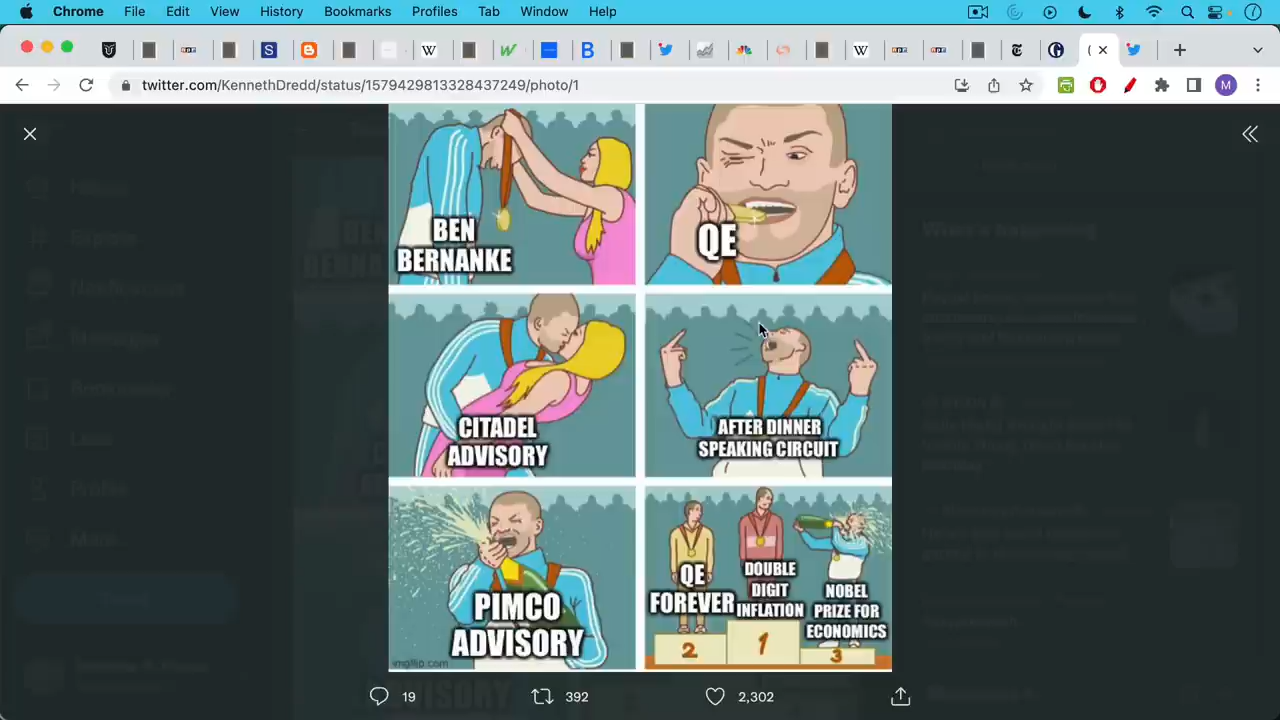 Chrome File Edit View History Bookmarks Profiles Tab Window Help
twitter.com/KennethDredd/status/1579429813328437249/photo/1
BEN
BERNANKE
QE
CITADEL
ADVISORY
AFTER DINNER
SPEAKING CIRCUIT
PIMCO
ADVISORY
imgflip.com
QE
FOREVER
2
DOUBLE
DIGIT
INFLATION
1
NOBEL
PRIZE FOR
ECONOMICS
3
19 392 2,302